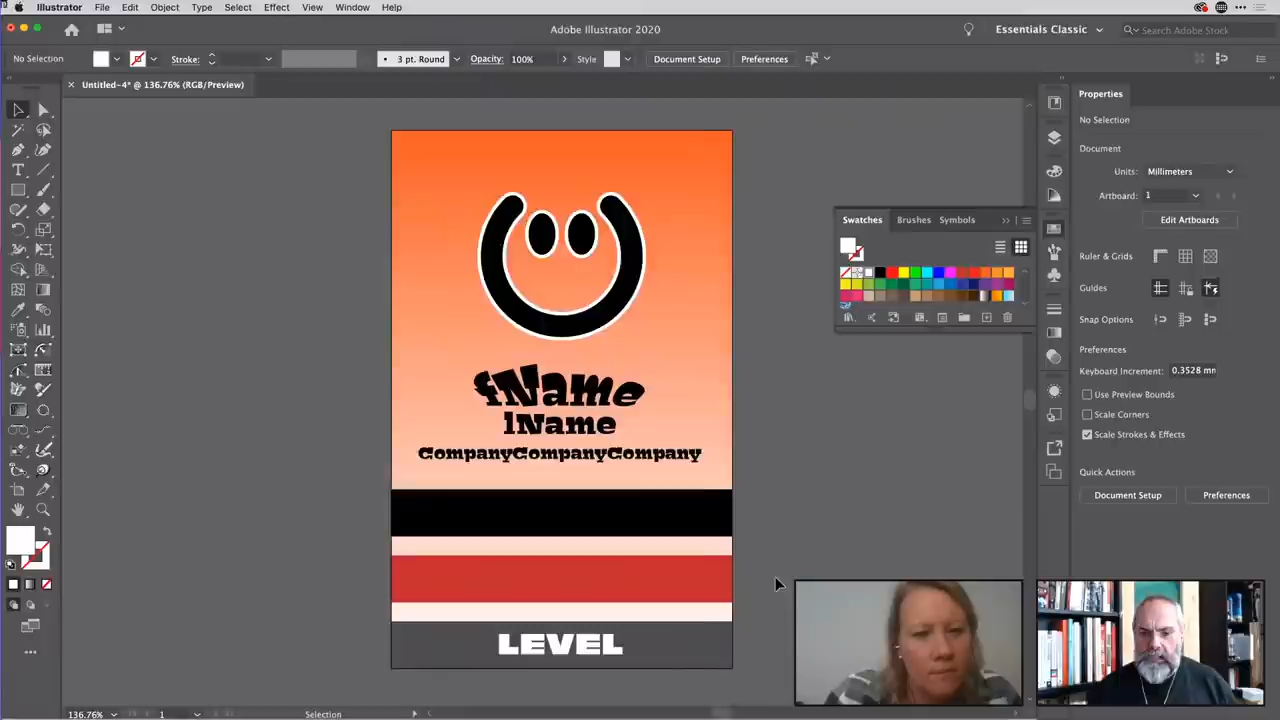 Illustrator File Edit Object Type Select Effect View Window Help
Adobe Illustrator 2020
Essentials Classic
Search Adobe Stock
No Selection
Stroke:
3 pt. Round
Opacity: 100%
Style
Document Setup
Preferences
Untitled-4* @ 136.76% (RGB/Preview)
Properties
No Selection
Document
Units: Millimeters
Artboard: 1
Edit Artboards
Ruler & Grids
Guides
Snap Options
Preferences
Keyboard Increment: 0.3528 mm
Use Preview Bounds
Scale Corners
Scale Strokes & Effects
Quick Actions
Document Setup Preferences
Swatches Brushes Symbols
fName
lName
CompanyCompanyCompany
LEVEL
136.76% 1 Selection